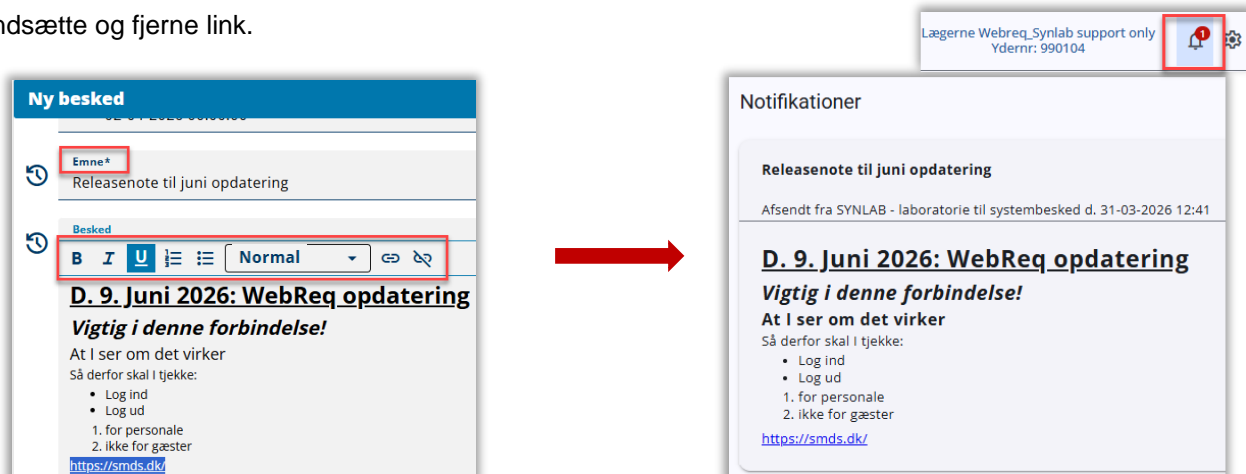 ndsætte og fjerne link.
Lægerne Webreq_Synlab support only
Ydernr: 990104
1
Ny besked
Emne*
Releasenote til juni opdatering
Besked
B I U Normal
D. 9. Juni 2026: WebReq opdatering
Vigtig i denne forbindelse!
At I ser om det virker
Så derfor skal I tjekke:
• Log ind
• Log ud
1. for personale
2. ikke for gæster
https://smds.dk/
Notifikationer
Releasenote til juni opdatering
Afsendt fra SYNLAB - laboratorie til systembesked d. 31-03-2026 12:41
D. 9. Juni 2026: WebReq opdatering
Vigtig i denne forbindelse!
At I ser om det virker
Så derfor skal I tjekke:
• Log ind
• Log ud
1. for personale
2. ikke for gæster
https://smds.dk/